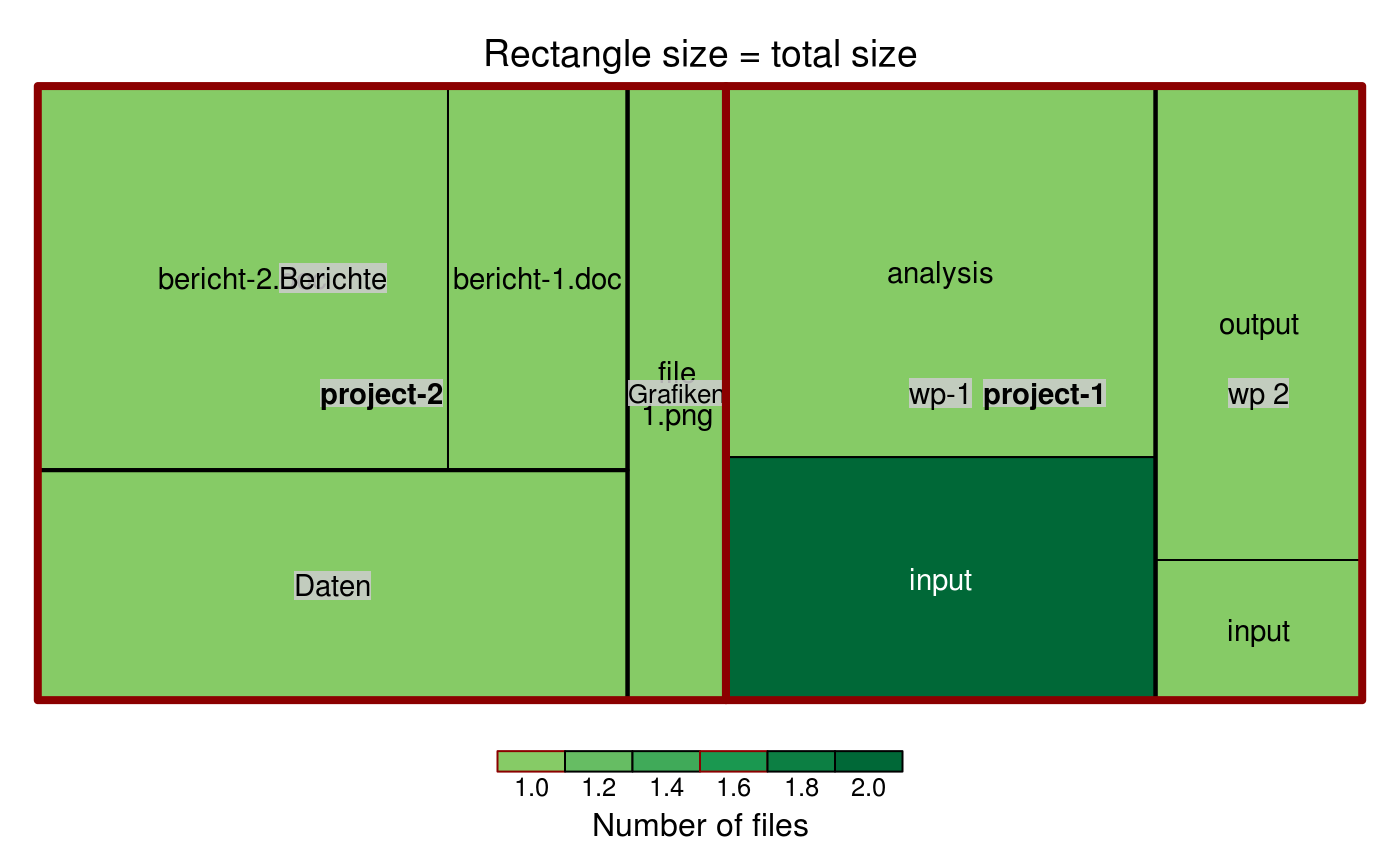 Rectangle size = total size
bericht-2.
Berichte
bericht-1.doc
project-2
Daten
file
Grafiken
1.png
analysis
wp-1
project-1
input
output
wp 2
input
1.0 1.2 1.4 1.6 1.8 2.0
Number of files